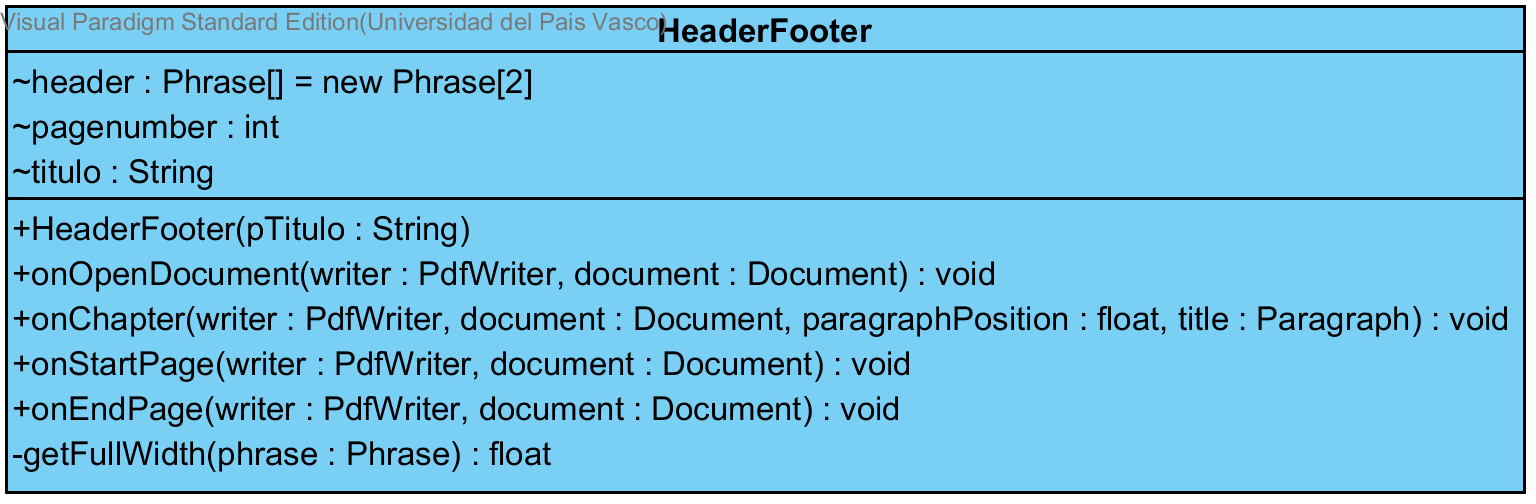 Visual Paradigm Standard Edition(Universidad del Pais Vasco)
HeaderFooter
~header : Phrase[] = new Phrase[2]
~pagenumber : int
~titulo : String
+HeaderFooter(pTitulo : String)
+onOpenDocument(writer : PdfWriter, document : Document) : void
+onChapter(writer : PdfWriter, document : Document, paragraphPosition : float, title : Paragraph) : void
+onStartPage(writer : PdfWriter, document : Document) : void
+onEndPage(writer : PdfWriter, document : Document) : void
-getFullWidth(phrase : Phrase) : float